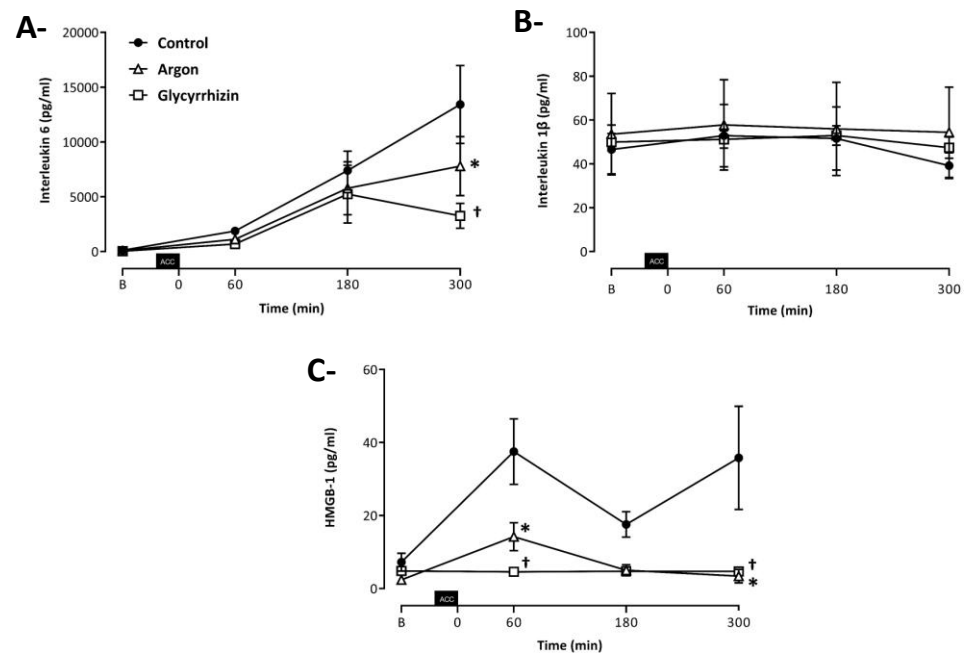 A-
Interleukin 6 (pg/ml)
20000
15000
10000
5000
0
Control
Argon
Glycyrrhizin
*
†
ACC
B 0 60 180 300
Time (min)
B-
Interleukin 1β (pg/ml)
100
80
60
40
20
0
ACC
B 0 60 180 300
Time (min)
C-
HMGB-1 (pg/ml)
60
40
20
0
*
†
†
*
ACC
B 0 60 180 300
Time (min)